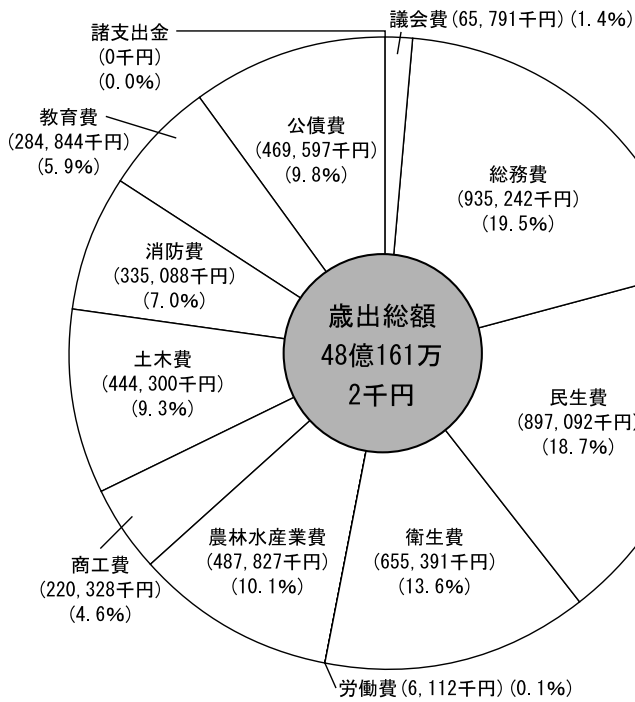 議会費(65,791千円)(1.4%)
総務費
(935,242千円)
(19.5%)
民生費
(897,092千円)
(18.7%)
衛生費
(655,391千円)
(13.6%)
労働費(6,112千円)(0.1%)
農林水産業費
(487,827千円)
(10.1%)
商工費
(220,328千円)
(4.6%)
土木費
(444,300千円)
(9.3%)
消防費
(335,088千円)
(7.0%)
教育費
(284,844千円)
(5.9%)
公債費
(469,597千円)
(9.8%)
諸支出金
(0千円)
(0.0%)
歳出総額
48億161万
2千円